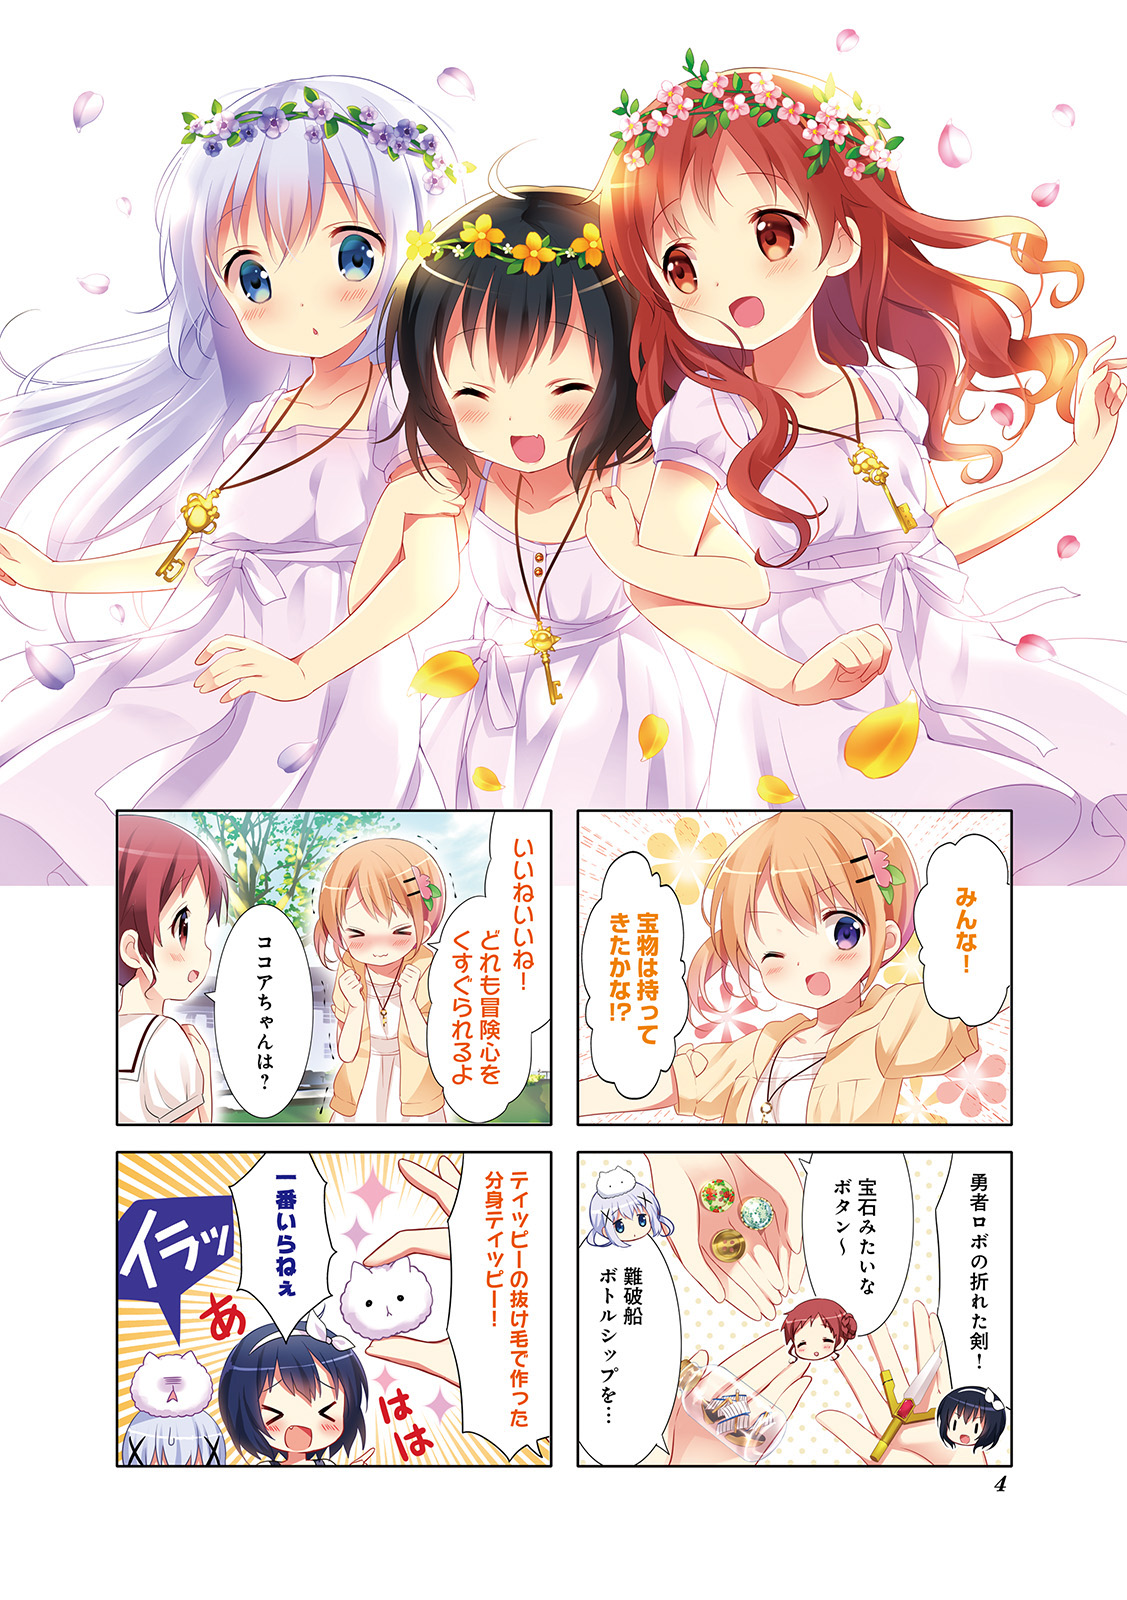 みんな！
宝物は持って
きたかな!?
勇者ロボの折れた剣！
宝石みたいな
ボタン〜
難破船
ボトルシップを…
いいねいいね！
どれも冒険心を
くすぐられるよ
ココアちゃんは？
ティッピーの抜け毛で作った
分身ティッピー！
一番いらねぇ
イラッ
あ
はは
4